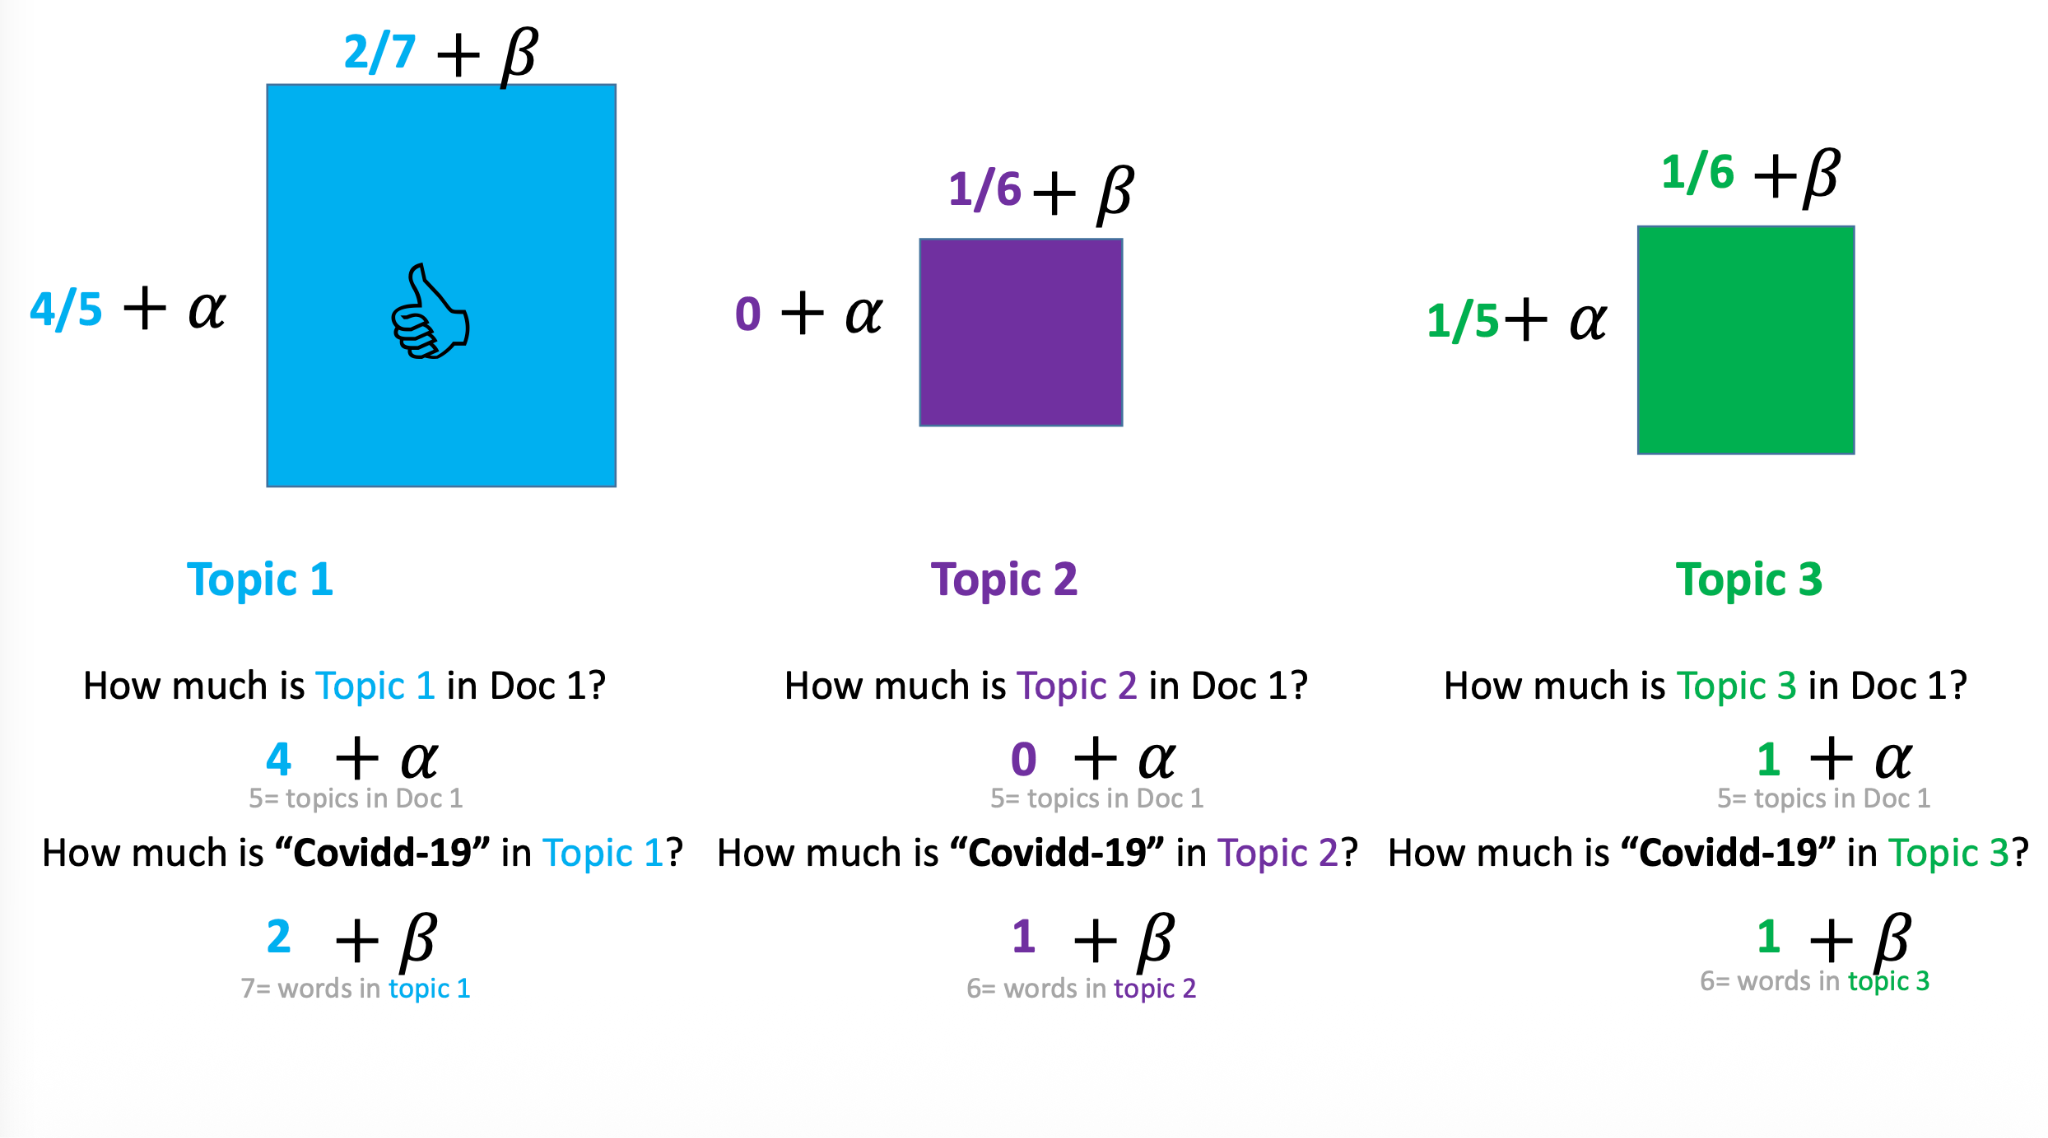 2/7 + β
4/5 + α
1/6 + β
0 + α
1/6 +β
1/5+ α
Topic 1
Topic 2
Topic 3
How much is Topic 1 in Doc 1?
4 + α
5= topics in Doc 1
How much is “Covidd-19” in Topic 1?
2 + β
7= words in topic 1
How much is Topic 2 in Doc 1?
0 + α
5= topics in Doc 1
How much is “Covidd-19” in Topic 2?
1 + β
6= words in topic 2
How much is Topic 3 in Doc 1?
1 + α
5= topics in Doc 1
How much is “Covidd-19” in Topic 3?
1 + β
6= words in topic 3